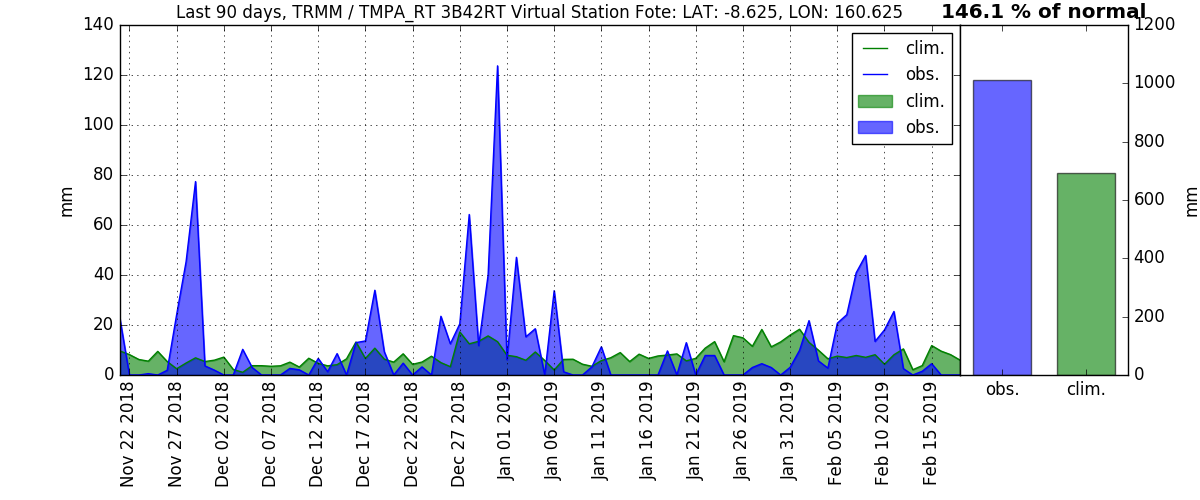 Last 90 days, TRMM / TMPA_RT 3B42RT Virtual Station Fote: LAT: -8.625, LON: 160.625
146.1 % of normal
mm
140
120
100
80
60
40
20
0
clim.
obs.
clim.
obs.
Nov 22 2018
Nov 27 2018
Dec 02 2018
Dec 07 2018
Dec 12 2018
Dec 17 2018
Dec 22 2018
Dec 27 2018
Jan 01 2019
Jan 06 2019
Jan 11 2019
Jan 16 2019
Jan 21 2019
Jan 26 2019
Jan 31 2019
Feb 05 2019
Feb 10 2019
Feb 15 2019
obs.
clim.
1200
1000
800
600
400
200
0
mm